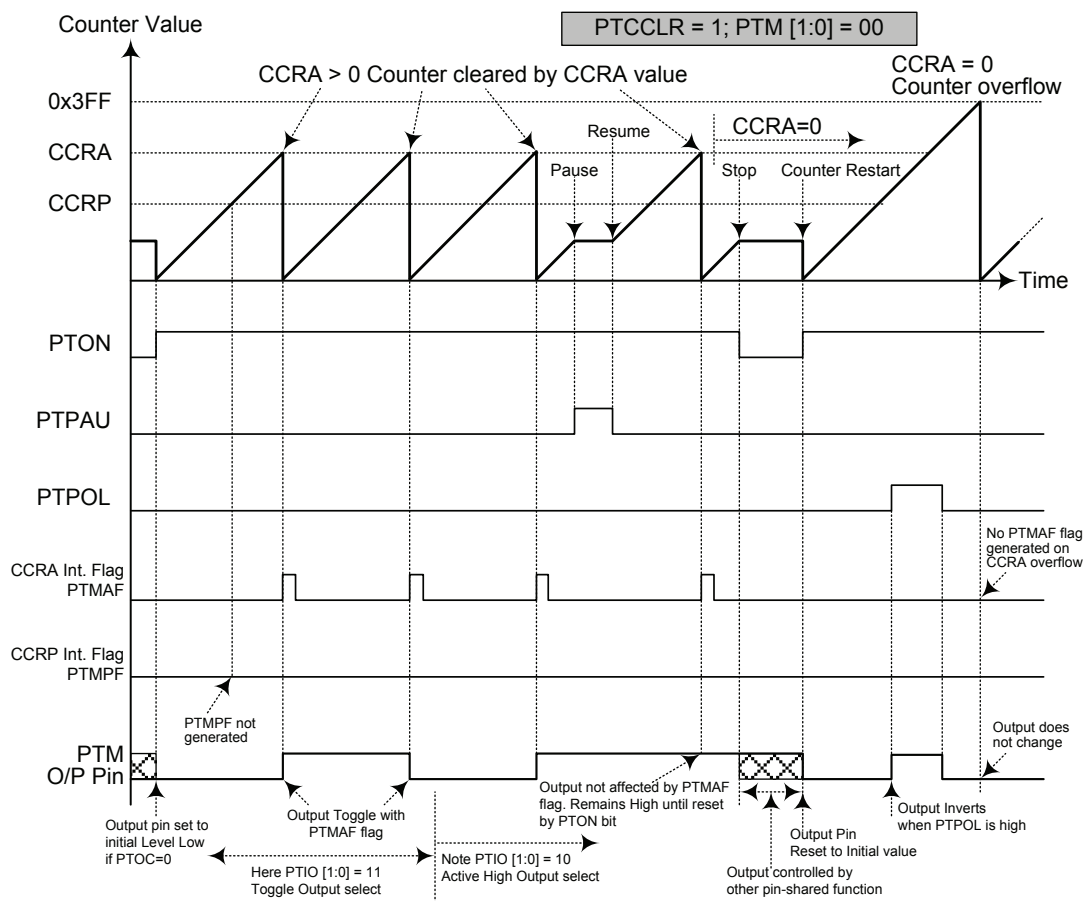 Counter Value
PTCCLR = 1; PTM [1:0] = 00
CCRA > 0 Counter cleared by CCRA value
CCRA = 0
Counter overflow
0x3FF
Resume
CCRA=0
CCRA
Pause
Stop
Counter Restart
CCRP
Time
PTON
PTPAU
PTPOL
No PTMAF flag
generated on
CCRA overflow
CCRA Int. Flag
PTMAF
CCRP Int. Flag
PTMPF
PTMPF not
generated
Output does
not change
PTM
O/P Pin
Output not affected by PTMAF
flag. Remains High until reset
by PTON bit
Output Toggle with
PTMAF flag
Output Inverts
when PTPOL is high
Output pin set to
initial Level Low
if PTOC=0
Output Pin
Reset to Initial value
Here PTIO [1:0] = 11
Toggle Output select
Note PTIO [1:0] = 10
Active High Output select
Output controlled by
other pin-shared function